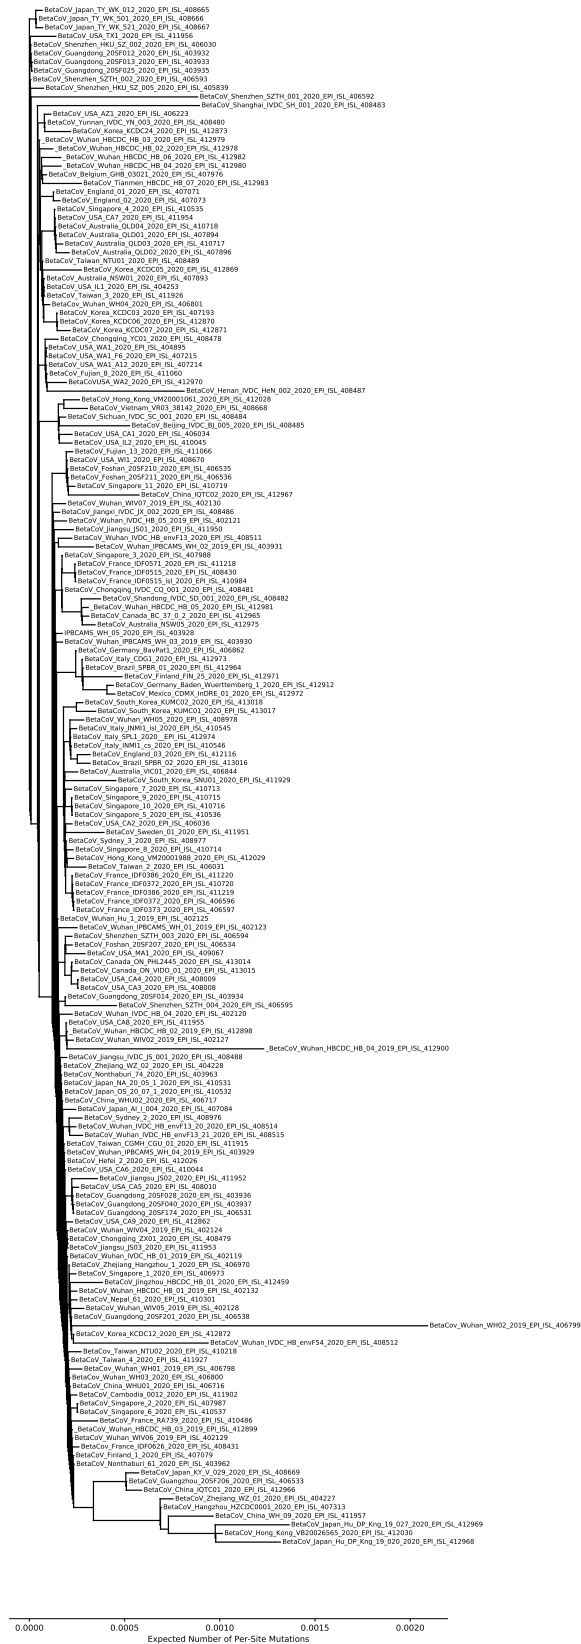 BetaCoV_Japan_TY_WK_012_2020_EPI_ISL_408665
BetaCoV_Japan_TY_WK_501_2020_EPI_ISL_408666
BetaCoV_Japan_TY_WK_521_2020_EPI_ISL_408667
BetaCoV_USA_TX1_2020_EPI_ISL_411956
BetaCoV_Shenzhen_HKU_SZ_002_2020_EPI_ISL_406030
BetaCoV_Guangdong_20SF012_2020_EPI_ISL_403932
BetaCoV_Guangdong_20SF013_2020_EPI_ISL_403933
BetaCoV_Guangdong_20SF025_2020_EPI_ISL_403935
BetaCoV_Shenzhen_SZTH_002_2020_EPI_ISL_406593
BetaCoV_Shenzhen_HKU_SZ_005_2020_EPI_ISL_405839
BetaCoV_Shenzhen_SZTH_001_2020_EPI_ISL_406592
BetaCoV_Shanghai_IVDC_SH_001_2020_EPI_ISL_408483
BetaCoV_USA_AZ1_2020_EPI_ISL_406223
BetaCoV_Yunnan_IVDC_YN_003_2020_EPI_ISL_408480
BetaCoV_Korea_KCDC24_2020_EPI_ISL_412873
_BetaCoV_Wuhan_HBCDC_HB_03_2020_EPI_ISL_412979
_BetaCoV_Wuhan_HBCDC_HB_02_2020_EPI_ISL_412978
_BetaCoV_Wuhan_HBCDC_HB_06_2020_EPI_ISL_412982
_BetaCoV_Wuhan_HBCDC_HB_04_2020_EPI_ISL_412980
BetaCoV_Belgium_GHB_03021_2020_EPI_ISL_407976
BetaCoV_Tianmen_HBCDC_HB_07_2020_EPI_ISL_412983
BetaCoV_England_01_2020_EPI_ISL_407071
BetaCoV_England_02_2020_EPI_ISL_407073
BetaCoV_Singapore_4_2020_EPI_ISL_410535
BetaCoV_USA_CA7_2020_EPI_ISL_411954
BetaCoV_Australia_QLD04_2020_EPI_ISL_410718
BetaCoV_Australia_QLD01_2020_EPI_ISL_407894
BetaCoV_Australia_QLD03_2020_EPI_ISL_410717
BetaCoV_Australia_QLD02_2020_EPI_ISL_407896
BetaCoV_Taiwan_NTU01_2020_EPI_ISL_408489
BetaCoV_Korea_KCDC05_2020_EPI_ISL_412869
BetaCoV_Australia_NSW01_2020_EPI_ISL_407893
BetaCoV_USA_IL1_2020_EPI_ISL_404253
BetaCoV_Taiwan_3_2020_EPI_ISL_411926
BetaCov_Wuhan_WH04_2020_EPI_ISL_406801
BetaCoV_Korea_KCDC03_2020_EPI_ISL_407193
BetaCoV_Korea_KCDC06_2020_EPI_ISL_412870
BetaCoV_Korea_KCDC07_2020_EPI_ISL_412871
BetaCoV_Chongqing_YC01_2020_EPI_ISL_408478
BetaCoV_USA_WA1_2020_EPI_ISL_404895
BetaCoV_USA_WA1_F6_2020_EPI_ISL_407215
BetaCoV_USA_WA1_A12_2020_EPI_ISL_407214
BetaCoV_Fujian_8_2020_EPI_ISL_411060
BetaCoVUSA_WA2_2020_EPI_ISL_412970
BetaCoV_Henan_IVDC_HeN_002_2020_EPI_ISL_408487
BetaCoV_Hong_Kong_VM20001061_2020_EPI_ISL_412028
BetaCoV_Vietnam_VR03_38142_2020_EPI_ISL_408668
BetaCoV_Sichuan_IVDC_SC_001_2020_EPI_ISL_408484
BetaCoV_Beijing_IVDC_BJ_005_2020_EPI_ISL_408485
BetaCoV_USA_CA1_2020_EPI_ISL_406034
BetaCoV_USA_IL2_2020_EPI_ISL_410045
BetaCoV_Fujian_13_2020_EPI_ISL_411066
BetaCoV_USA_WI1_2020_EPI_ISL_408670
BetaCoV_Foshan_20SF210_2020_EPI_ISL_406535
BetaCoV_Foshan_20SF211_2020_EPI_ISL_406536
BetaCoV_Singapore_11_2020_EPI_ISL_410719
BetaCoV_China_IQTC02_2020_EPI_ISL_412967
BetaCoV_Wuhan_WIV07_2019_EPI_ISL_402130
BetaCoV_Jiangxi_IVDC_JX_002_2020_EPI_ISL_408486
BetaCoV_Wuhan_IVDC_HB_05_2019_EPI_ISL_402121
BetaCoV_Jiangsu_JS01_2020_EPI_ISL_411950
BetaCoV_Wuhan_IVDC_HB_envF13_2020_EPI_ISL_408511
BetaCoV_Wuhan_IPBCAMS_WH_02_2019_EPI_ISL_403931
BetaCoV_Singapore_3_2020_EPI_ISL_407988
BetaCoV_France_IDF0571_2020_EPI_ISL_411218
BetaCoV_France_IDF0515_2020_EPI_ISL_408430
BetaCoV_France_IDF0515_isl_2020_EPI_ISL_410984
BetaCoV_Chongqing_IVDC_CQ_001_2020_EPI_ISL_408481
BetaCoV_Shandong_IVDC_SD_001_2020_EPI_ISL_408482
_BetaCoV_Wuhan_HBCDC_HB_05_2020_EPI_ISL_412981
BetaCoV_Canada_BC_37_0_2_2020_EPI_ISL_412965
BetaCoV_Australia_NSW05_2020_EPI_ISL_412975
IPBCAMS_WH_05_2020_EPI_ISL_403928
BetaCoV_Wuhan_IPBCAMS_WH_03_2019_EPI_ISL_403930
BetaCoV_Germany_BavPat1_2020_EPI_ISL_406862
BetaCoV_Italy_CDG1_2020_EPI_ISL_412973
BetaCoV_Brazil_SPBR_01_2020_EPI_ISL_412964
BetaCoV_Finland_FIN_25_2020_EPI_ISL_412971
BetaCoV_Germany_Baden_Wuerttemberg_1_2020_EPI_ISL_412912
BetaCoV_Mexico_CDMX_InDRE_01_2020_EPI_ISL_412972
BetaCoV_South_Korea_KUMC02_2020_EPI_ISL_413018
BetaCoV_South_Korea_KUMC01_2020_EPI_ISL_413017
BetaCoV_Wuhan_WH05_2020_EPI_ISL_408978
BetaCoV_Italy_INMI1_isl_2020_EPI_ISL_410545
BetaCoV_Italy_SPL1_2020__EPI_ISL_412974
BetaCoV_Italy_INMI1_cs_2020_EPI_ISL_410546
BetaCoV_England_03_2020_EPI_ISL_412116
BetaCov_Brazil_SPBR_02_2020_EPI_ISL_413016
BetaCoV_Australia_VIC01_2020_EPI_ISL_406844
BetaCoV_South_Korea_SNU01_2020_EPI_ISL_411929
BetaCoV_Singapore_7_2020_EPI_ISL_410713
BetaCoV_Singapore_9_2020_EPI_ISL_410715
BetaCoV_Singapore_10_2020_EPI_ISL_410716
BetaCoV_Singapore_5_2020_EPI_ISL_410536
BetaCoV_USA_CA2_2020_EPI_ISL_406036
BetaCoV_Sweden_01_2020_EPI_ISL_411951
BetaCoV_Sydney_3_2020_EPI_ISL_408977
BetaCoV_Singapore_8_2020_EPI_ISL_410714
BetaCoV_Hong_Kong_VM20001988_2020_EPI_ISL_412029
BetaCoV_Taiwan_2_2020_EPI_ISL_406031
BetaCoV_France_IDF0386_2020_EPI_ISL_411220
BetaCoV_France_IDF0372_2020_EPI_ISL_410720
BetaCoV_France_IDF0386_2020_EPI_ISL_411219
BetaCoV_France_IDF0372_2020_EPI_ISL_406596
BetaCoV_France_IDF0373_2020_EPI_ISL_406597
BetaCoV_Wuhan_Hu_1_2019_EPI_ISL_402125
BetaCoV_Wuhan_IPBCAMS_WH_01_2019_EPI_ISL_402123
BetaCoV_Shenzhen_SZTH_003_2020_EPI_ISL_406594
BetaCoV_Foshan_20SF207_2020_EPI_ISL_406534
BetaCoV_USA_MA1_2020_EPI_ISL_409067
BetaCoV_Canada_ON_PHL2445_2020_EPI_ISL_413014
BetaCoV_Canada_ON_VIDO_01_2020_EPI_ISL_413015
BetaCoV_USA_CA4_2020_EPI_ISL_408009
BetaCoV_USA_CA3_2020_EPI_ISL_408008
BetaCoV_Guangdong_20SF014_2020_EPI_ISL_403934
BetaCoV_Shenzhen_SZTH_004_2020_EPI_ISL_406595
BetaCoV_Wuhan_IVDC_HB_04_2020_EPI_ISL_402120
BetaCoV_USA_CA8_2020_EPI_ISL_411955
_BetaCoV_Wuhan_HBCDC_HB_02_2019_EPI_ISL_412898
BetaCoV_Wuhan_WIV02_2019_EPI_ISL_402127
_BetaCoV_Wuhan_HBCDC_HB_04_2019_EPI_ISL_412900
BetaCoV_Jiangsu_IVDC_JS_001_2020_EPI_ISL_408488
BetaCoV_Zhejiang_WZ_02_2020_EPI_ISL_404228
BetaCoV_Nonthaburi_74_2020_EPI_ISL_403963
BetaCoV_Japan_NA_20_05_1_2020_EPI_ISL_410531
BetaCoV_Japan_OS_20_07_1_2020_EPI_ISL_410532
BetaCoV_China_WHU02_2020_EPI_ISL_406717
BetaCoV_Japan_AI_I_004_2020_EPI_ISL_407084
BetaCoV_Sydney_2_2020_EPI_ISL_408976
BetaCoV_Wuhan_IVDC_HB_envF13_20_2020_EPI_ISL_408514
BetaCoV_Wuhan_IVDC_HB_envF13_21_2020_EPI_ISL_408515
BetaCoV_Taiwan_CGMH_CGU_01_2020_EPI_ISL_411915
BetaCoV_Wuhan_IPBCAMS_WH_04_2019_EPI_ISL_403929
BetaCoV_Hefei_2_2020_EPI_ISL_412026
BetaCoV_USA_CA6_2020_EPI_ISL_410044
BetaCoV_Jiangsu_JS02_2020_EPI_ISL_411952
BetaCoV_USA_CA5_2020_EPI_ISL_408010
BetaCoV_Guangdong_20SF028_2020_EPI_ISL_403936
BetaCoV_Guangdong_20SF040_2020_EPI_ISL_403937
BetaCoV_Guangdong_20SF174_2020_EPI_ISL_406531
BetaCoV_USA_CA9_2020_EPI_ISL_412862
BetaCoV_Wuhan_WIV04_2019_EPI_ISL_402124
BetaCoV_Chongqing_ZX01_2020_EPI_ISL_408479
BetaCoV_Jiangsu_JS03_2020_EPI_ISL_411953
BetaCoV_Wuhan_IVDC_HB_01_2019_EPI_ISL_402119
BetaCoV_Zhejiang_Hangzhou_1_2020_EPI_ISL_406970
BetaCoV_Singapore_1_2020_EPI_ISL_406973
BetaCoV_Jingzhou_HBCDC_HB_01_2020_EPI_ISL_412459
BetaCoV_Wuhan_HBCDC_HB_01_2019_EPI_ISL_402132
BetaCoV_Nepal_61_2020_EPI_ISL_410301
BetaCoV_Wuhan_WIV05_2019_EPI_ISL_402128
BetaCoV_Guangdong_20SF201_2020_EPI_ISL_406538
BetaCov_Wuhan_WH02_2019_EPI_ISL_406799
BetaCoV_Korea_KCDC12_2020_EPI_ISL_412872
BetaCoV_Wuhan_IVDC_HB_envF54_2020_EPI_ISL_408512
BetaCov_Taiwan_NTU02_2020_EPI_ISL_410218
BetaCoV_Taiwan_4_2020_EPI_ISL_411927
BetaCov_Wuhan_WH01_2019_EPI_ISL_406798
BetaCov_Wuhan_WH03_2020_EPI_ISL_406800
BetaCoV_China_WHU01_2020_EPI_ISL_406716
BetaCoV_Cambodia_0012_2020_EPI_ISL_411902
BetaCoV_Singapore_2_2020_EPI_ISL_407987
BetaCoV_Singapore_6_2020_EPI_ISL_410537
BetaCoV_France_RA739_2020_EPI_ISL_410486
_BetaCoV_Wuhan_HBCDC_HB_03_2019_EPI_ISL_412899
BetaCoV_Wuhan_WIV06_2019_EPI_ISL_402129
BetaCov_France_IDF0626_2020_EPI_ISL_408431
BetaCoV_Finland_1_2020_EPI_ISL_407079
BetaCoV_Nonthaburi_61_2020_EPI_ISL_403962
BetaCoV_Japan_KY_V_029_2020_EPI_ISL_408669
BetaCoV_Guangzhou_20SF206_2020_EPI_ISL_406533
BetaCov_China_IQTC01_2020_EPI_ISL_412966
BetaCoV_Zhejiang_WZ_01_2020_EPI_ISL_404227
BetaCoV_Hangzhou_HZCDC0001_2020_EPI_ISL_407313
BetaCoV_China_WH_09_2020_EPI_ISL_411957
BetaCoV_Japan_Hu_DP_Kng_19_027_2020_EPI_ISL_412969
BetaCoV_Hong_Kong_VB20026565_2020_EPI_ISL_412030
BetaCoV_Japan_Hu_DP_Kng_19_020_2020_EPI_ISL_412968
0.0000 0.0005 0.0010 0.0015 0.0020
Expected Number of Per-Site Mutations